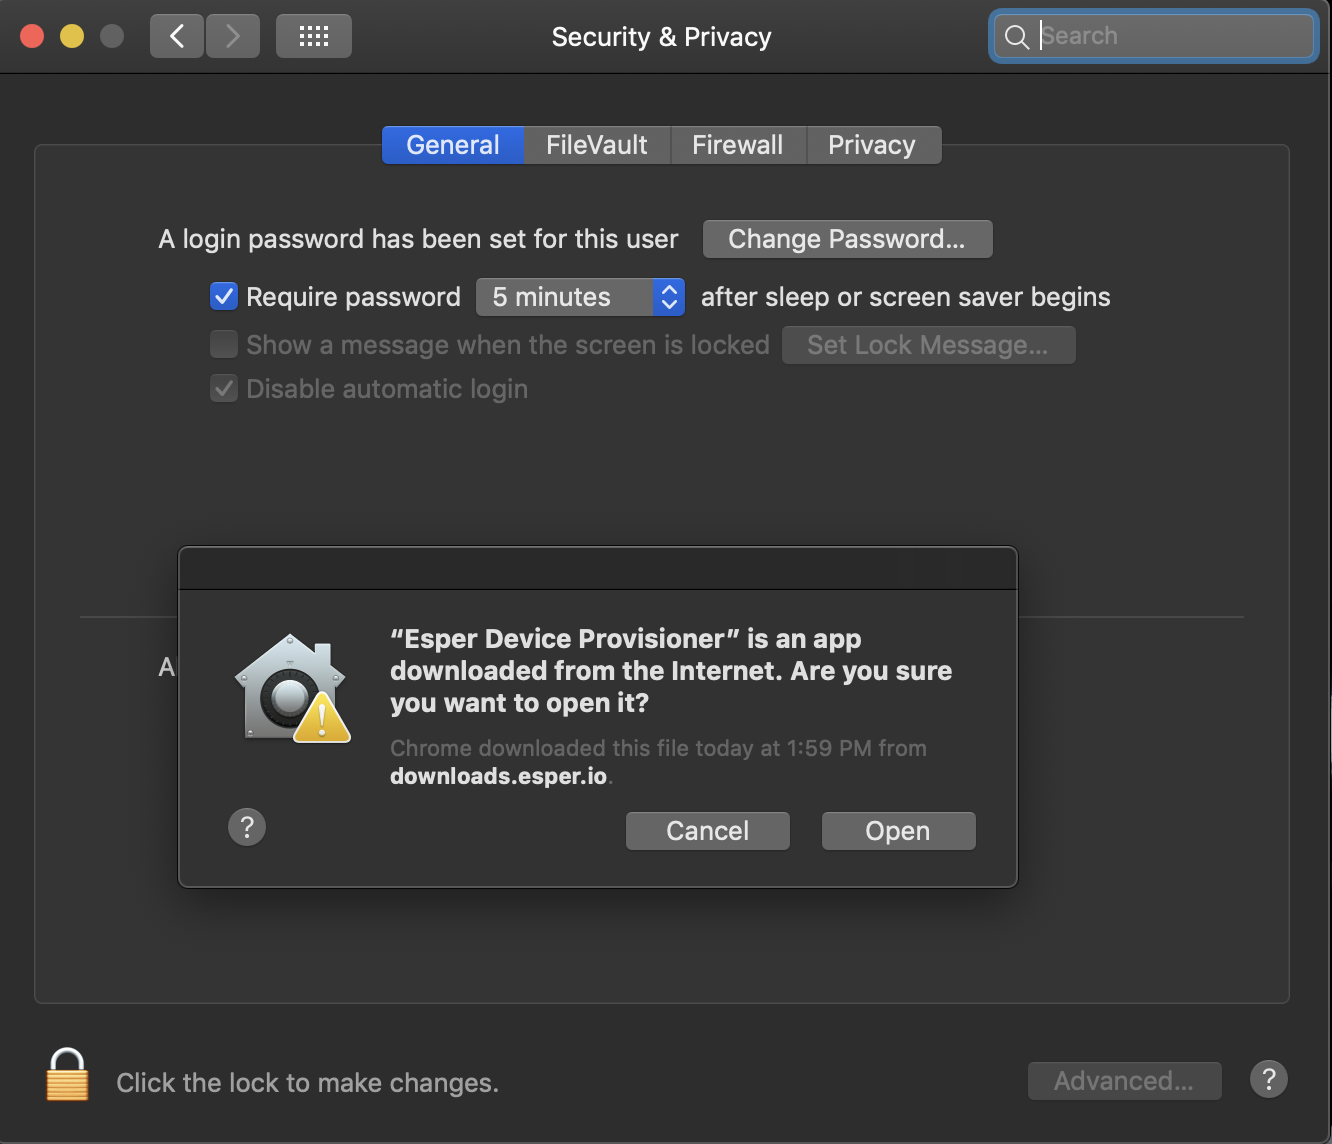 Security & Privacy
Search
General FileVault Firewall Privacy
A login password has been set for this user Change Password...
Require password 5 minutes after sleep or screen saver begins
Show a message when the screen is locked Set Lock Message...
Disable automatic login
A
“Esper Device Provisioner” is an app
downloaded from the Internet. Are you sure
you want to open it?
Chrome downloaded this file today at 1:59 PM from
downloads.esper.io.
? Cancel Open
Click the lock to make changes. Advanced... ?